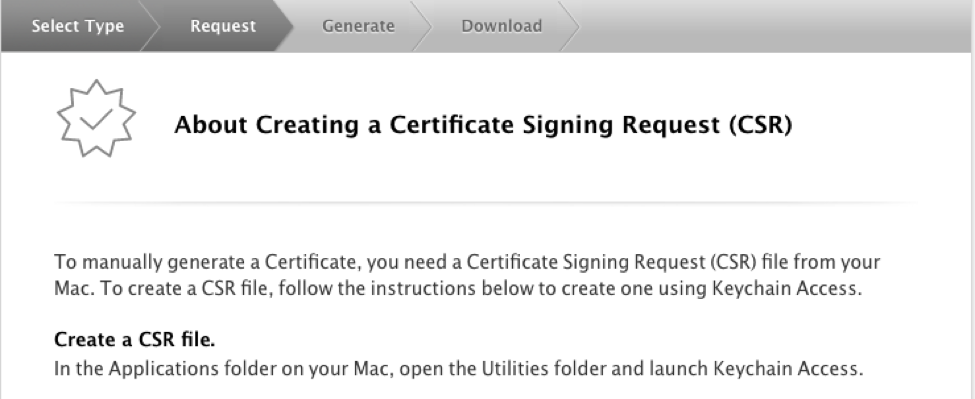 Select Type Request Generate Download
About Creating a Certificate Signing Request (CSR)
To manually generate a Certificate, you need a Certificate Signing Request (CSR) file from your
Mac. To create a CSR file, follow the instructions below to create one using Keychain Access.
Create a CSR file.
In the Applications folder on your Mac, open the Utilities folder and launch Keychain Access.